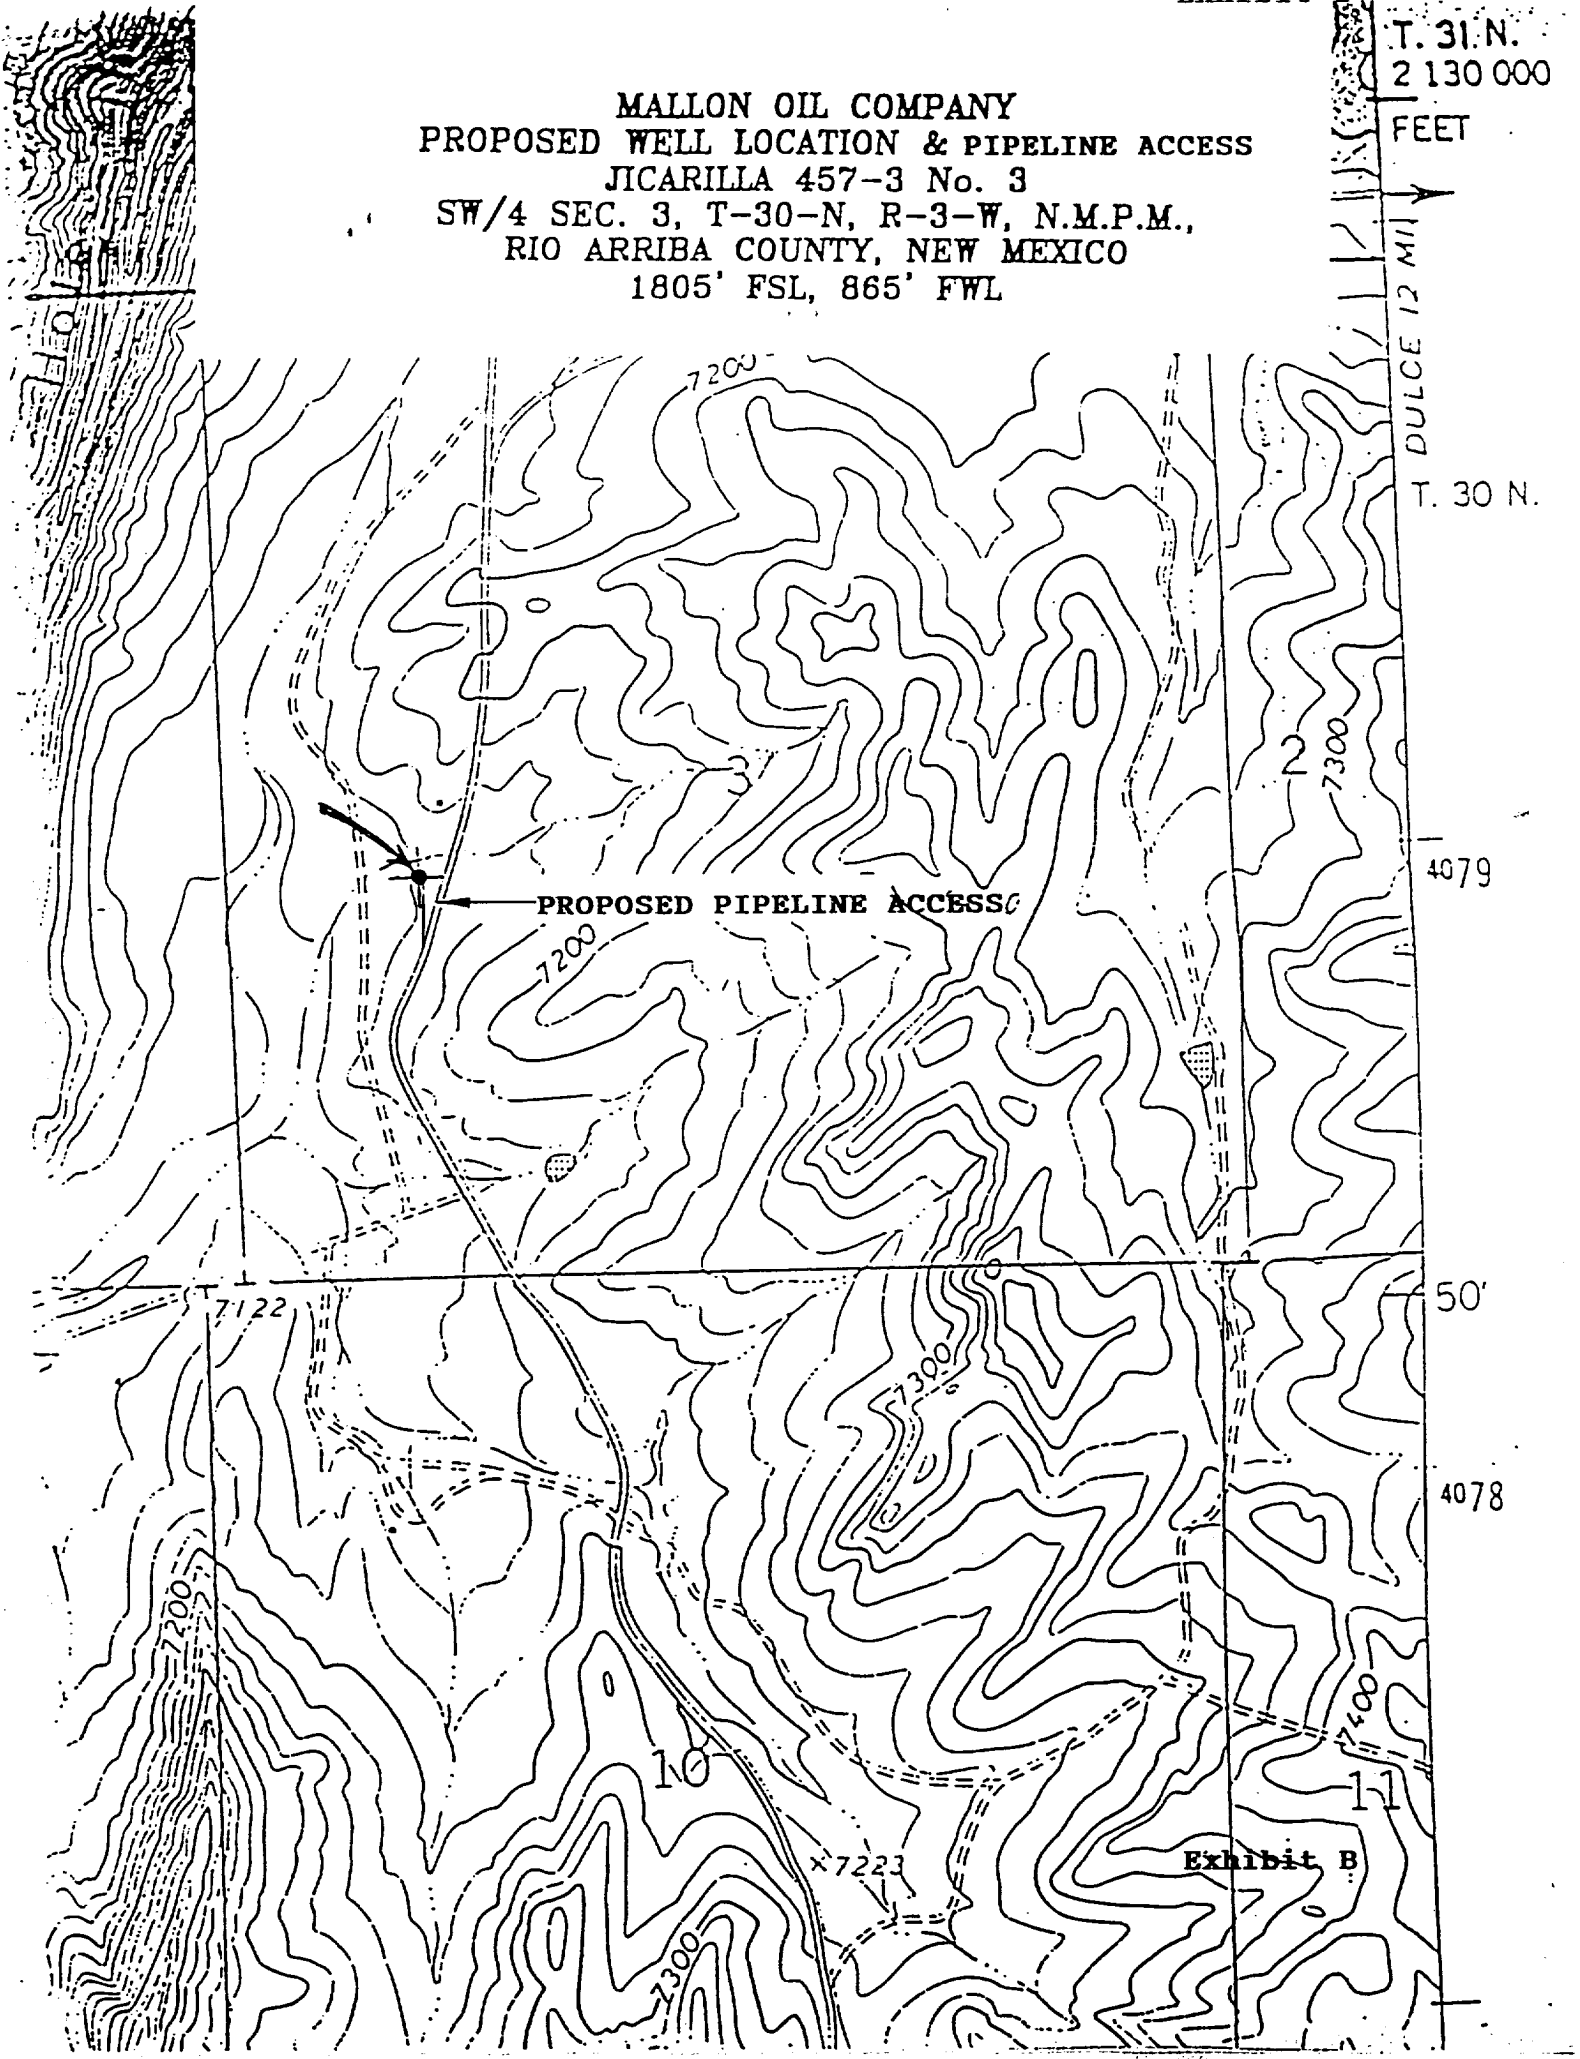 T. 31 N.
2 130 000
FEET
MALLON OIL COMPANY
PROPOSED WELL LOCATION & PIPELINE ACCESS
JICARILLA 457-3 No. 3
SW/4 SEC. 3, T-30-N, R-3-W, N.M.P.M.,
RIO ARRIBA COUNTY, NEW MEXICO
1805' FSL, 865' FWL
DULCE 12 MI
7200
T. 30 N.
3
2
7300
4079
PROPOSED PIPELINE ACCESS
7200
7122
50'
7300
4078
7200
7400
10
11
×7223
Exhibit B
7300